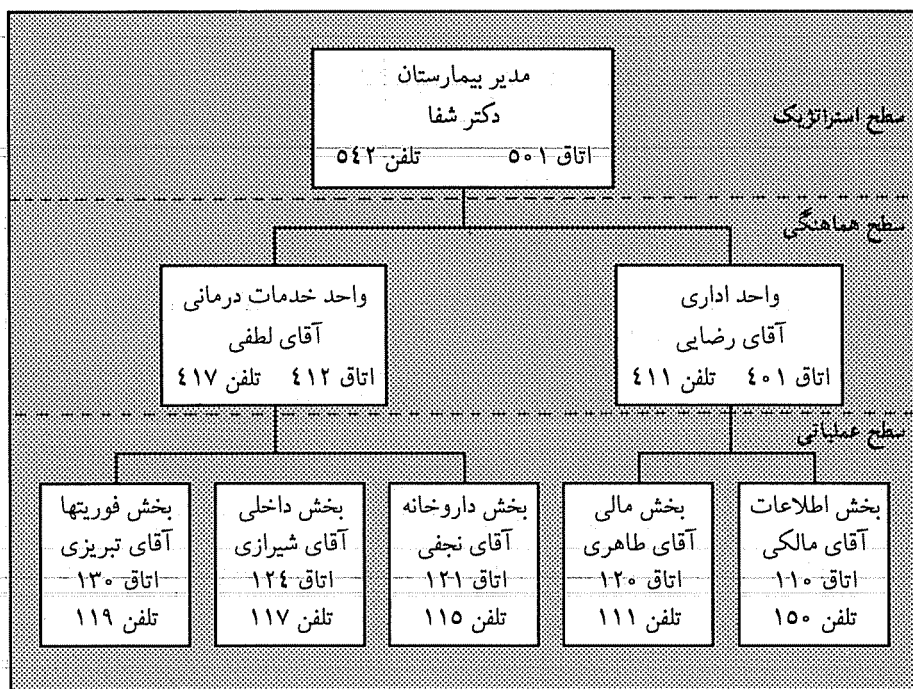 مدیر بیمارستان
دکتر شفا
اتاق ۵۰۱ تلفن ۵۴۲
سطح استراتژیک
سطح هماهنگی
واحد اداری
آقای رضایی
اتاق ۴۰۱ تلفن ۴۱۱
واحد خدمات درمانی
آقای لطفی
اتاق ۴۱۲ تلفن ۴۱۷
سطح عملیاتی
بخش اطلاعات
آقای مالکی
اتاق ۱۱۰
تلفن ۱۵۰
بخش مالی
آقای طاهری
اتاق ۱۲۰
تلفن ۱۱۱
بخش داروخانه
آقای نجفی
اتاق ۱۲۱
تلفن ۱۱۵
بخش داخلی
آقای شیرازی
اتاق ۱۲۴
تلفن ۱۱۷
بخش فوریتها
آقای تبریزی
اتاق ۱۳۰
تلفن ۱۱۹